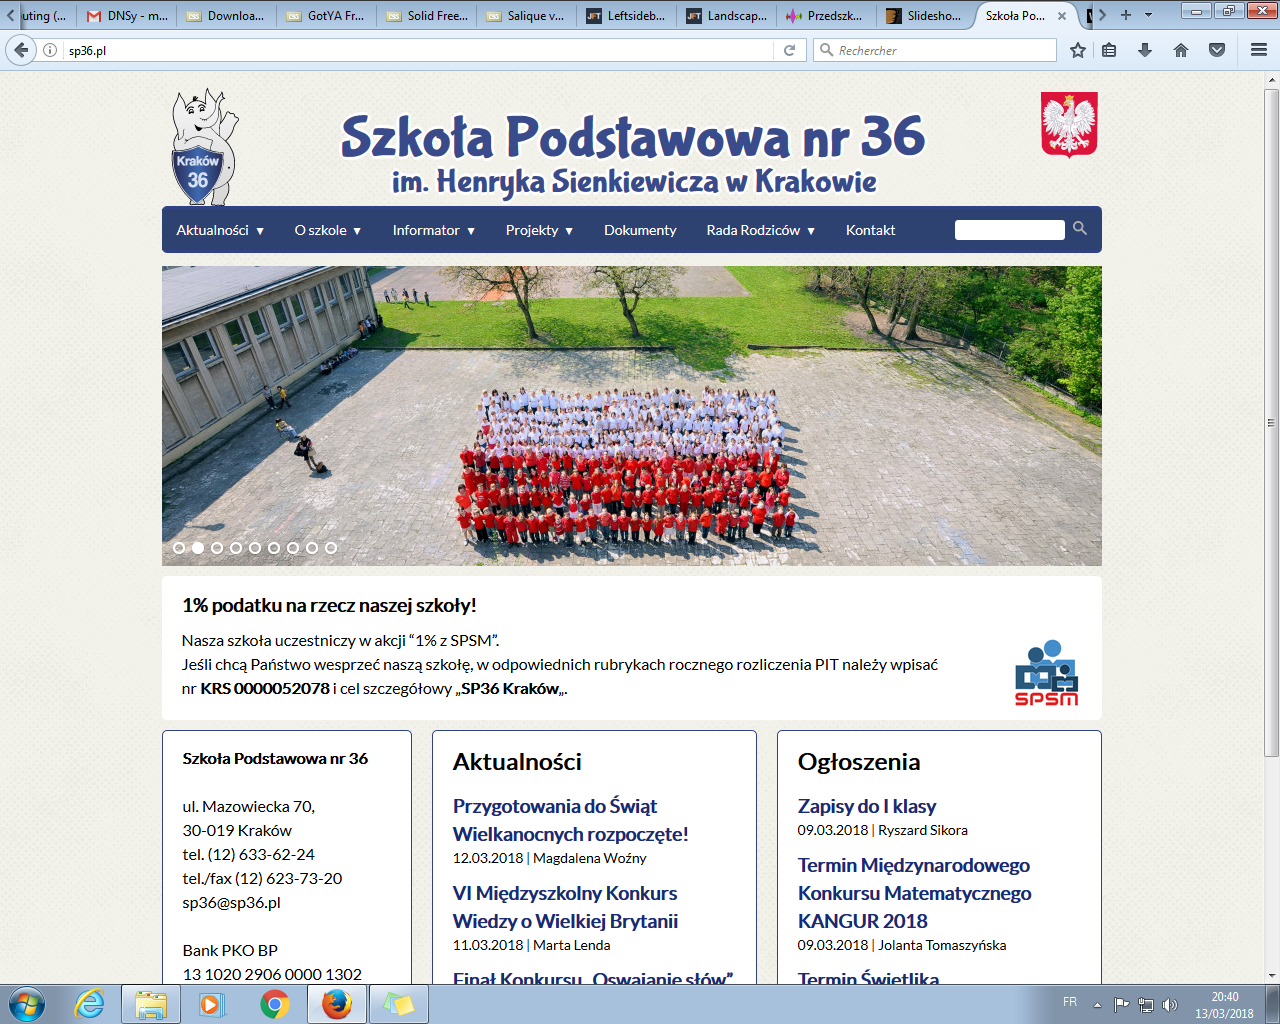 uting (...
DNSy - m...
Downloa...
GotYA Fr...
Solid Free...
Salique v...
Leftsideb...
Landscap...
Przedszk...
Slidesho...
Szkoła Po...
sp36.pl
Rechercher
Kraków
36
Szkoła Podstawowa nr 36
im. Henryka Sienkiewicza w Krakowie
Aktualności ▼ O szkole ▼ Informator ▼ Projekty ▼ Dokumenty Rada Rodziców ▼ Kontakt
1% podatku na rzecz naszej szkoły!
Nasza szkoła uczestniczy w akcji “1% z SPSM”.
Jeśli chcą Państwo wesprzeć naszą szkołę, w odpowiednich rubrykach rocznego rozliczenia PIT należy wpisać
nr KRS 0000052078 i cel szczegółowy „SP36 Kraków„.
SPSM
Szkoła Podstawowa nr 36
ul. Mazowiecka 70,
30-019 Kraków
tel. (12) 633-62-24
tel./fax (12) 623-73-20
sp36@sp36.pl
Bank PKO BP
13 1020 2906 0000 1302
Aktualności
Przygotowania do Świąt
Wielkanocnych rozpoczęte!
12.03.2018 | Magdalena Woźny
VI Międzyszkolny Konkurs
Wiedzy o Wielkiej Brytanii
11.03.2018 | Marta Lenda
Finał Konkursu „Oswajanie słów”
Ogłoszenia
Zapisy do I klasy
09.03.2018 | Ryszard Sikora
Termin Międzynarodowego
Konkursu Matematycznego
KANGUR 2018
09.03.2018 | Jolanta Tomaszyńska
Termin Świetlika
FR
20:40
13/03/2018